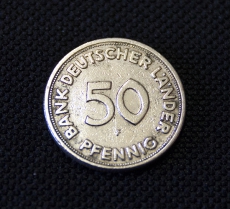 BANK DEUTSCHER LÄNDER
50
F
PFENNIG